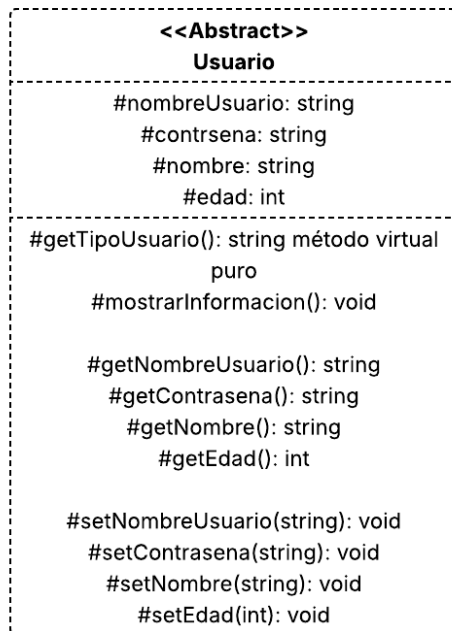 <<Abstract>>
Usuario
#nombreUsuario: string
#contrsena: string
#nombre: string
#edad: int
#getTipoUsuario(): string método virtual
puro
#mostrarInformacion(): void
#getNombreUsuario(): string
#getContrasena(): string
#getNombre(): string
#getEdad(): int
#setNombreUsuario(string): void
#setContrasena(string): void
#setNombre(string): void
#setEdad(int): void